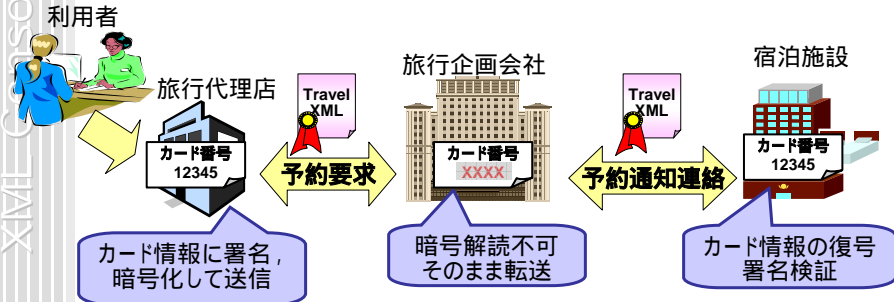 XML Conso
利用者
旅行代理店
Travel
XML
カード番号
12345
予約要求
カード情報に署名,
暗号化して送信
旅行企画会社
カード番号
XXXX
暗号解読不可
そのまま転送
Travel
XML
予約通知連絡
宿泊施設
カード番号
12345
カード情報の復号
署名検証